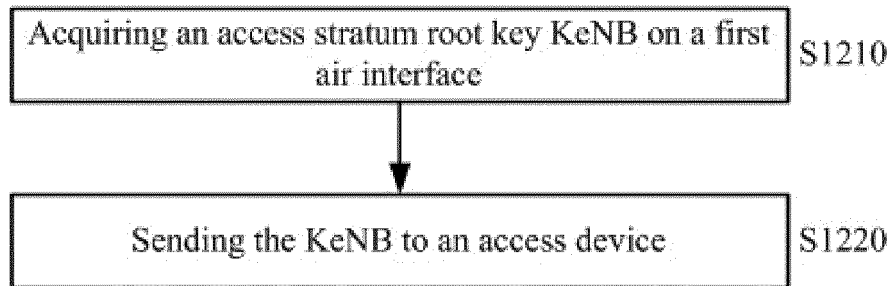 Acquiring an access stratum root key KeNB on a first
air interface
S1210
Sending the KeNB to an access device
S1220